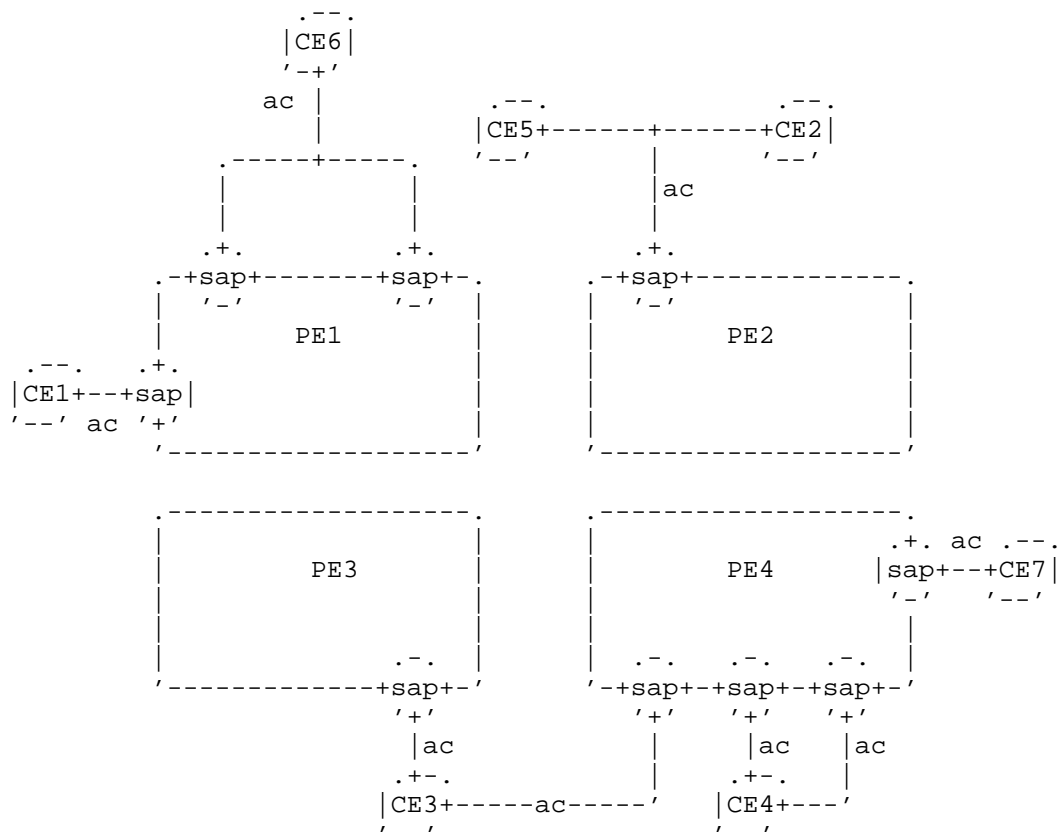 CE6
ac
CE5 CE2
ac
sap sap sap
PE1 PE2
CE1 sap
ac
ac
PE3 PE4 sap CE7
sap sap sap sap
ac ac ac
CE3 ac CE4